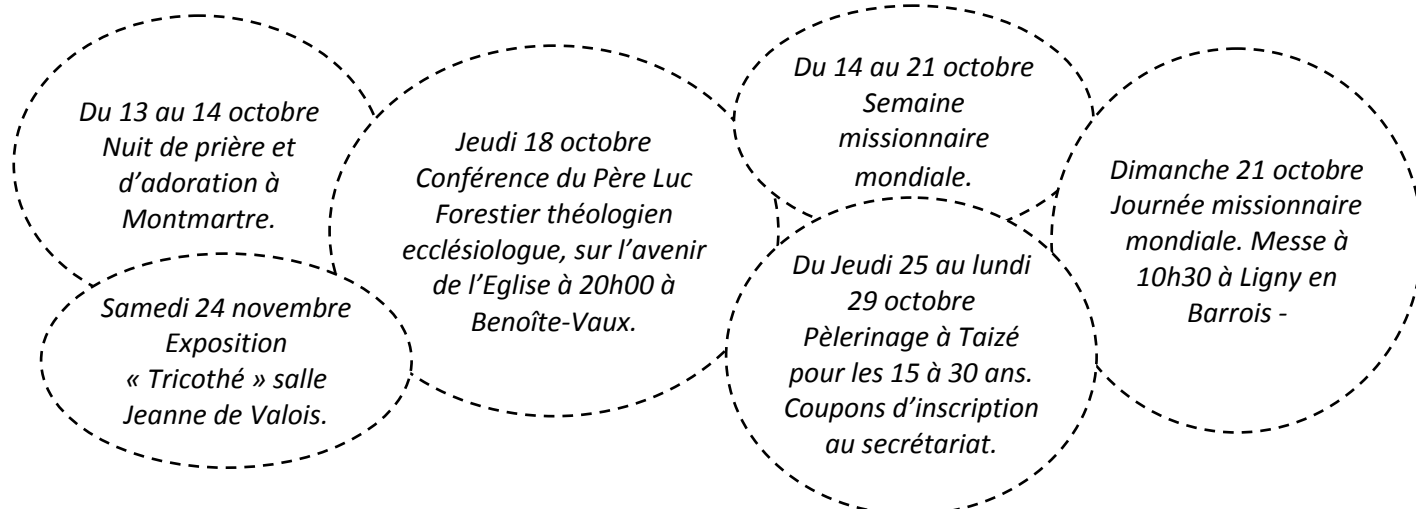 Du 13 au 14 octobre
Nuit de prière et
d’adoration à
Montmartre.
Samedi 24 novembre
Exposition
« Tricothé » salle
Jeanne de Valois.
Jeudi 18 octobre
Conférence du Père Luc
Forestier théologien
ecclésiologue, sur l’avenir
de l’Eglise à 20h00 à
Benoîte-Vaux.
Du 14 au 21 octobre
Semaine
missionnaire
mondiale.
Du Jeudi 25 au lundi
29 octobre
Pèlerinage à Taizé
pour les 15 à 30 ans.
Coupons d’inscription
au secrétariat.
Dimanche 21 octobre
Journée missionnaire
mondiale. Messe à
10h30 à Ligny en
Barrois -